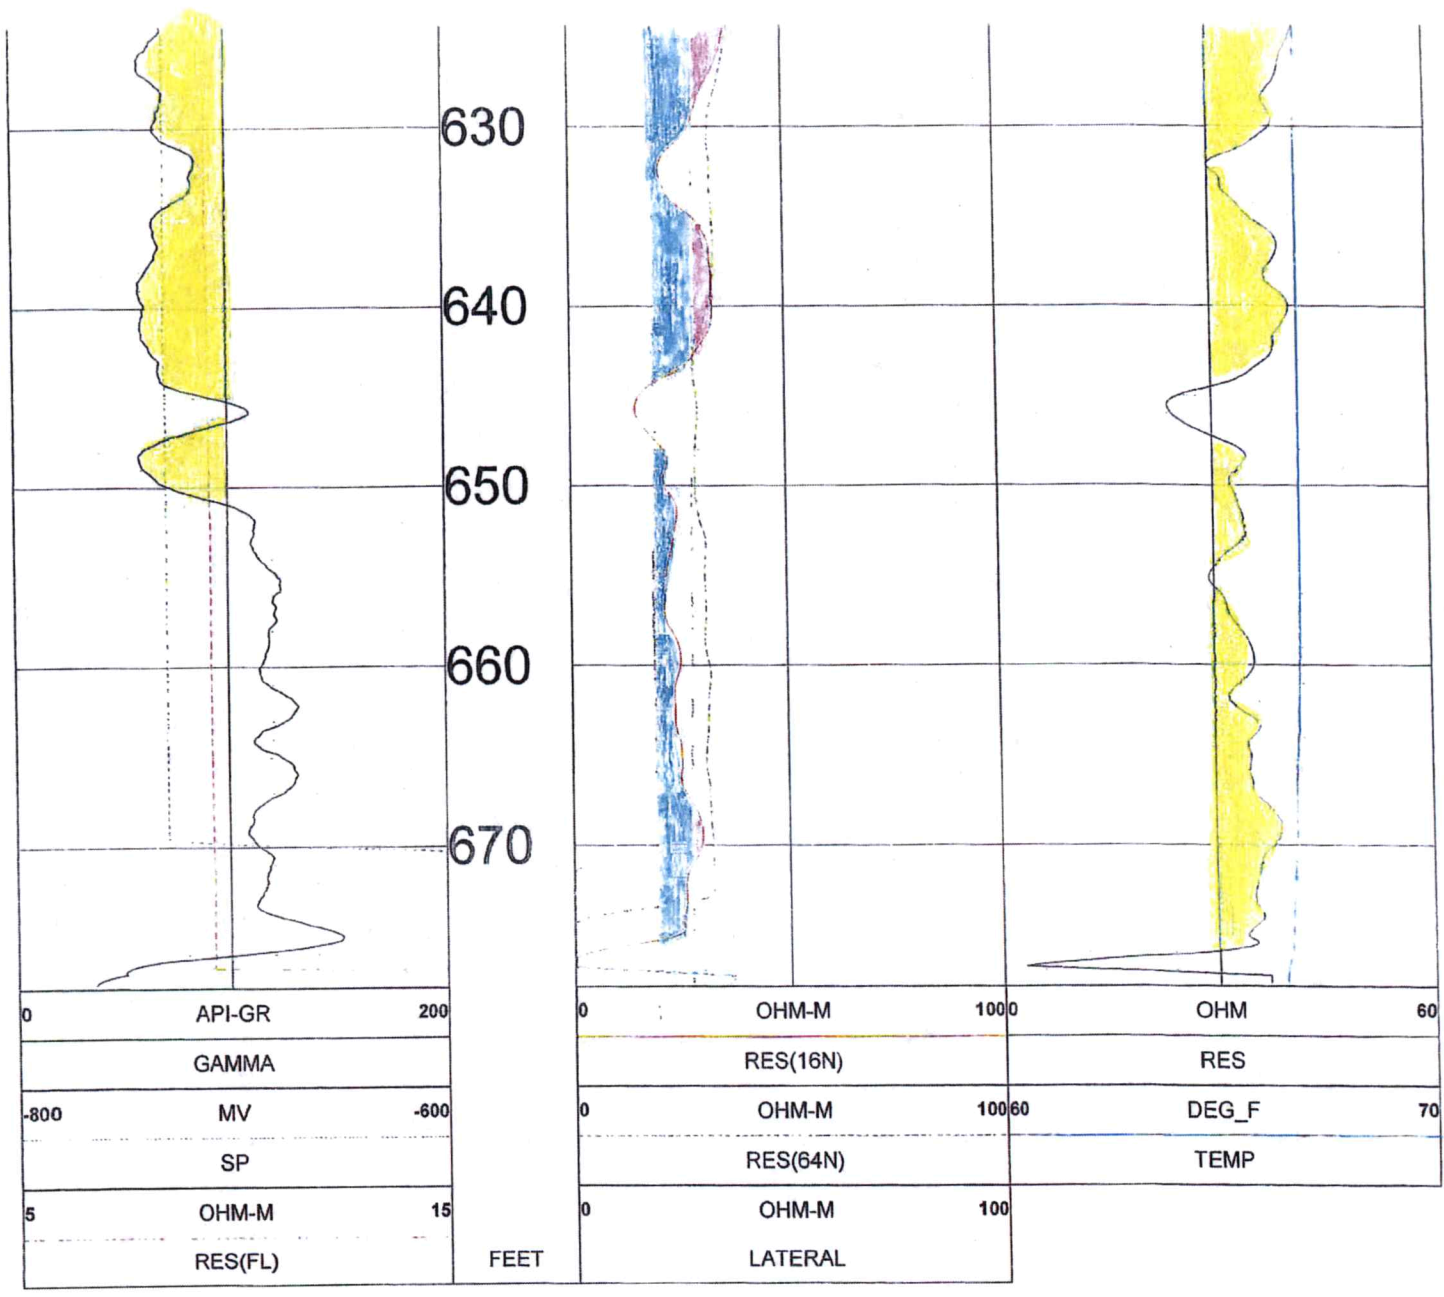 630
640
650
660
670
0 API-GR 200 0 OHM-M 100 0 OHM 60
GAMMA RES(16N) RES
-800 MV -600 0 OHM-M 100 60 DEG_F 70
SP RES(64N) TEMP
5 OHM-M 15 0 OHM-M 100
RES(FL) FEET LATERAL